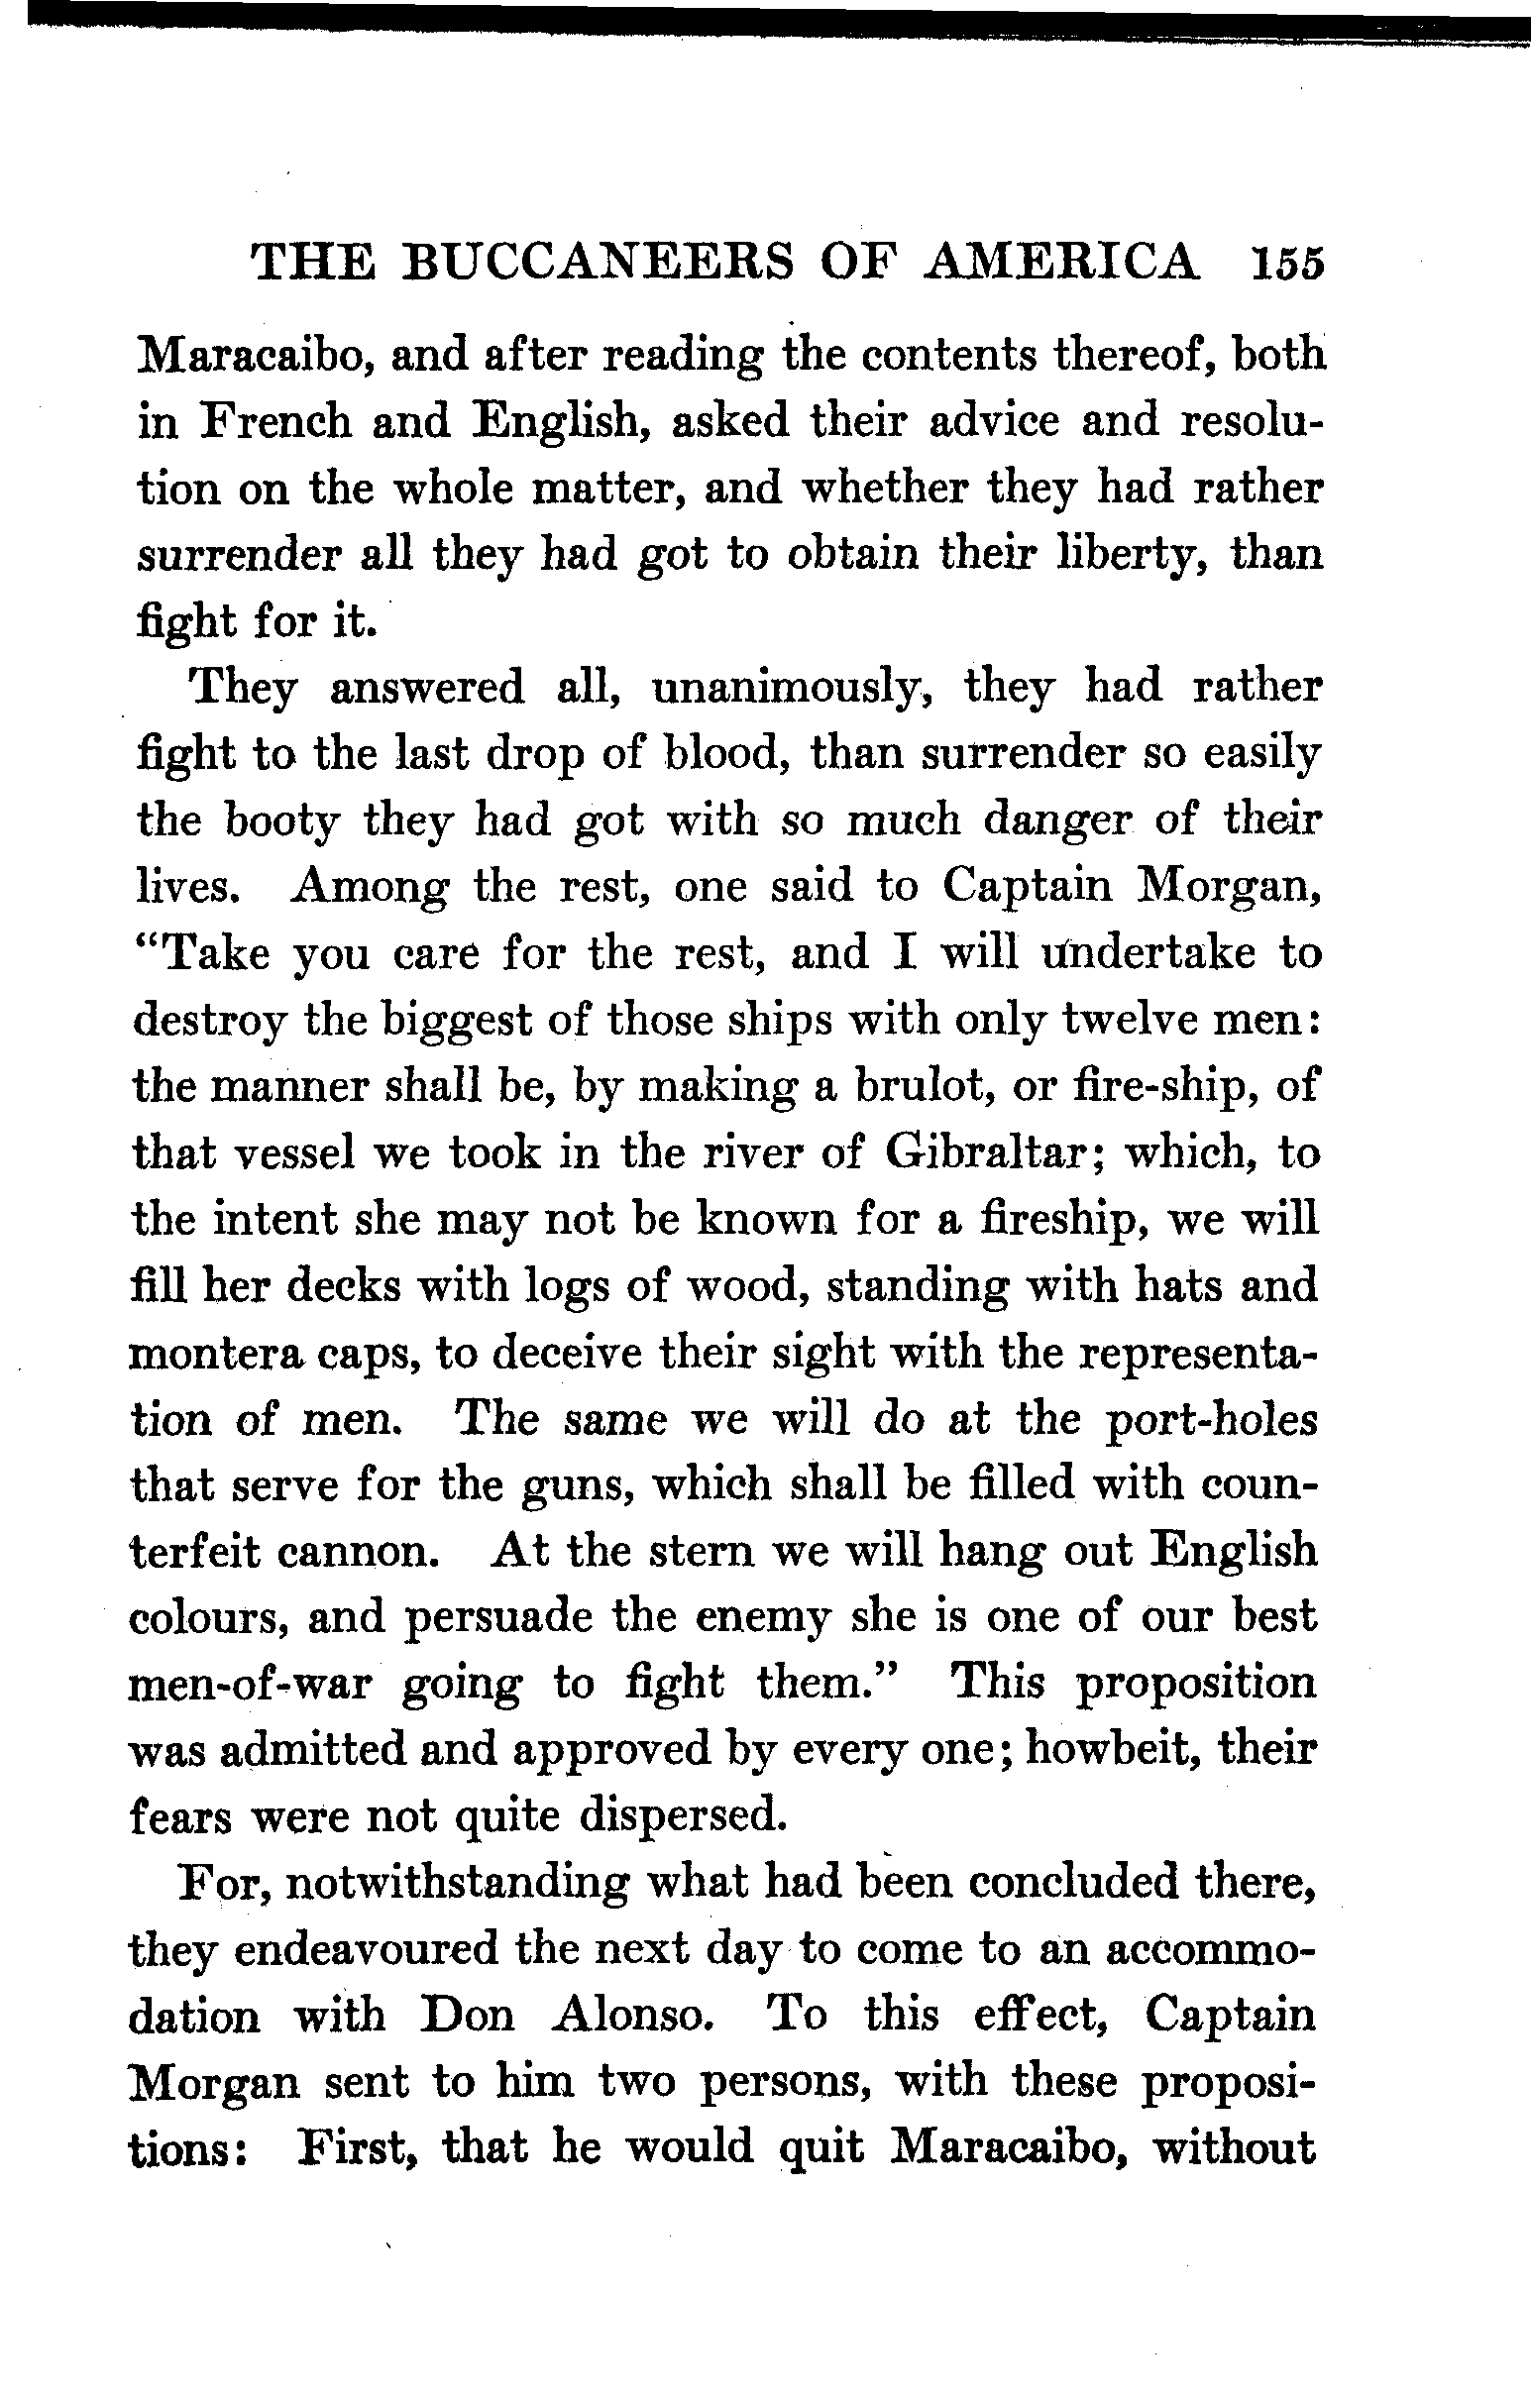 THE BUCCANEERS OF AMERICA 155
Maracaibo, and after reading the contents thereof, both
in French and English, asked their advice and resolu-
tion on the whole matter, and whether they had rather
surrender all they had got to obtain their liberty, than
fight for it.
They answered all, unanimously, they had rather
fight to the last drop of blood, than surrender so easily
the booty they had got with so much danger of their
lives. Among the rest, one said to Captain Morgan,
“Take you care for the rest, and I will undertake to
destroy the biggest of those ships with only twelve men:
the manner shall be, by making a brulot, or fire-ship, of
that vessel we took in the river of Gibraltar; which, to
the intent she may not be known for a fireship, we will
fill her decks with logs of wood, standing with hats and
montera caps, to deceive their sight with the representa-
tion of men. The same we will do at the port-holes
that serve for the guns, which shall be filled with coun-
terfeit cannon. At the stern we will hang out English
colours, and persuade the enemy she is one of our best
men-of-war going to fight them.” This proposition
was admitted and approved by every one; howbeit, their
fears were not quite dispersed.
For, notwithstanding what had been concluded there,
they endeavoured the next day to come to an accommo-
dation with Don Alonso. To this effect, Captain
Morgan sent to him two persons, with these proposi-
tions: First, that he would quit Maracaibo, without